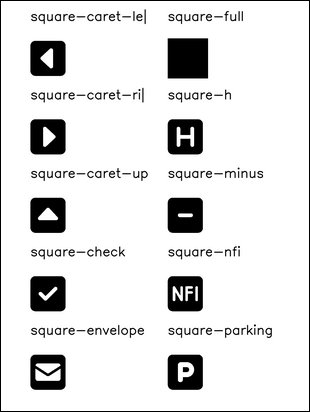 square-caret-le|
square-full
square-caret-ri|
square-h
H
square-caret-up
square-minus
square-check
square-nfi
NFI
square-envelope
square-parking
P